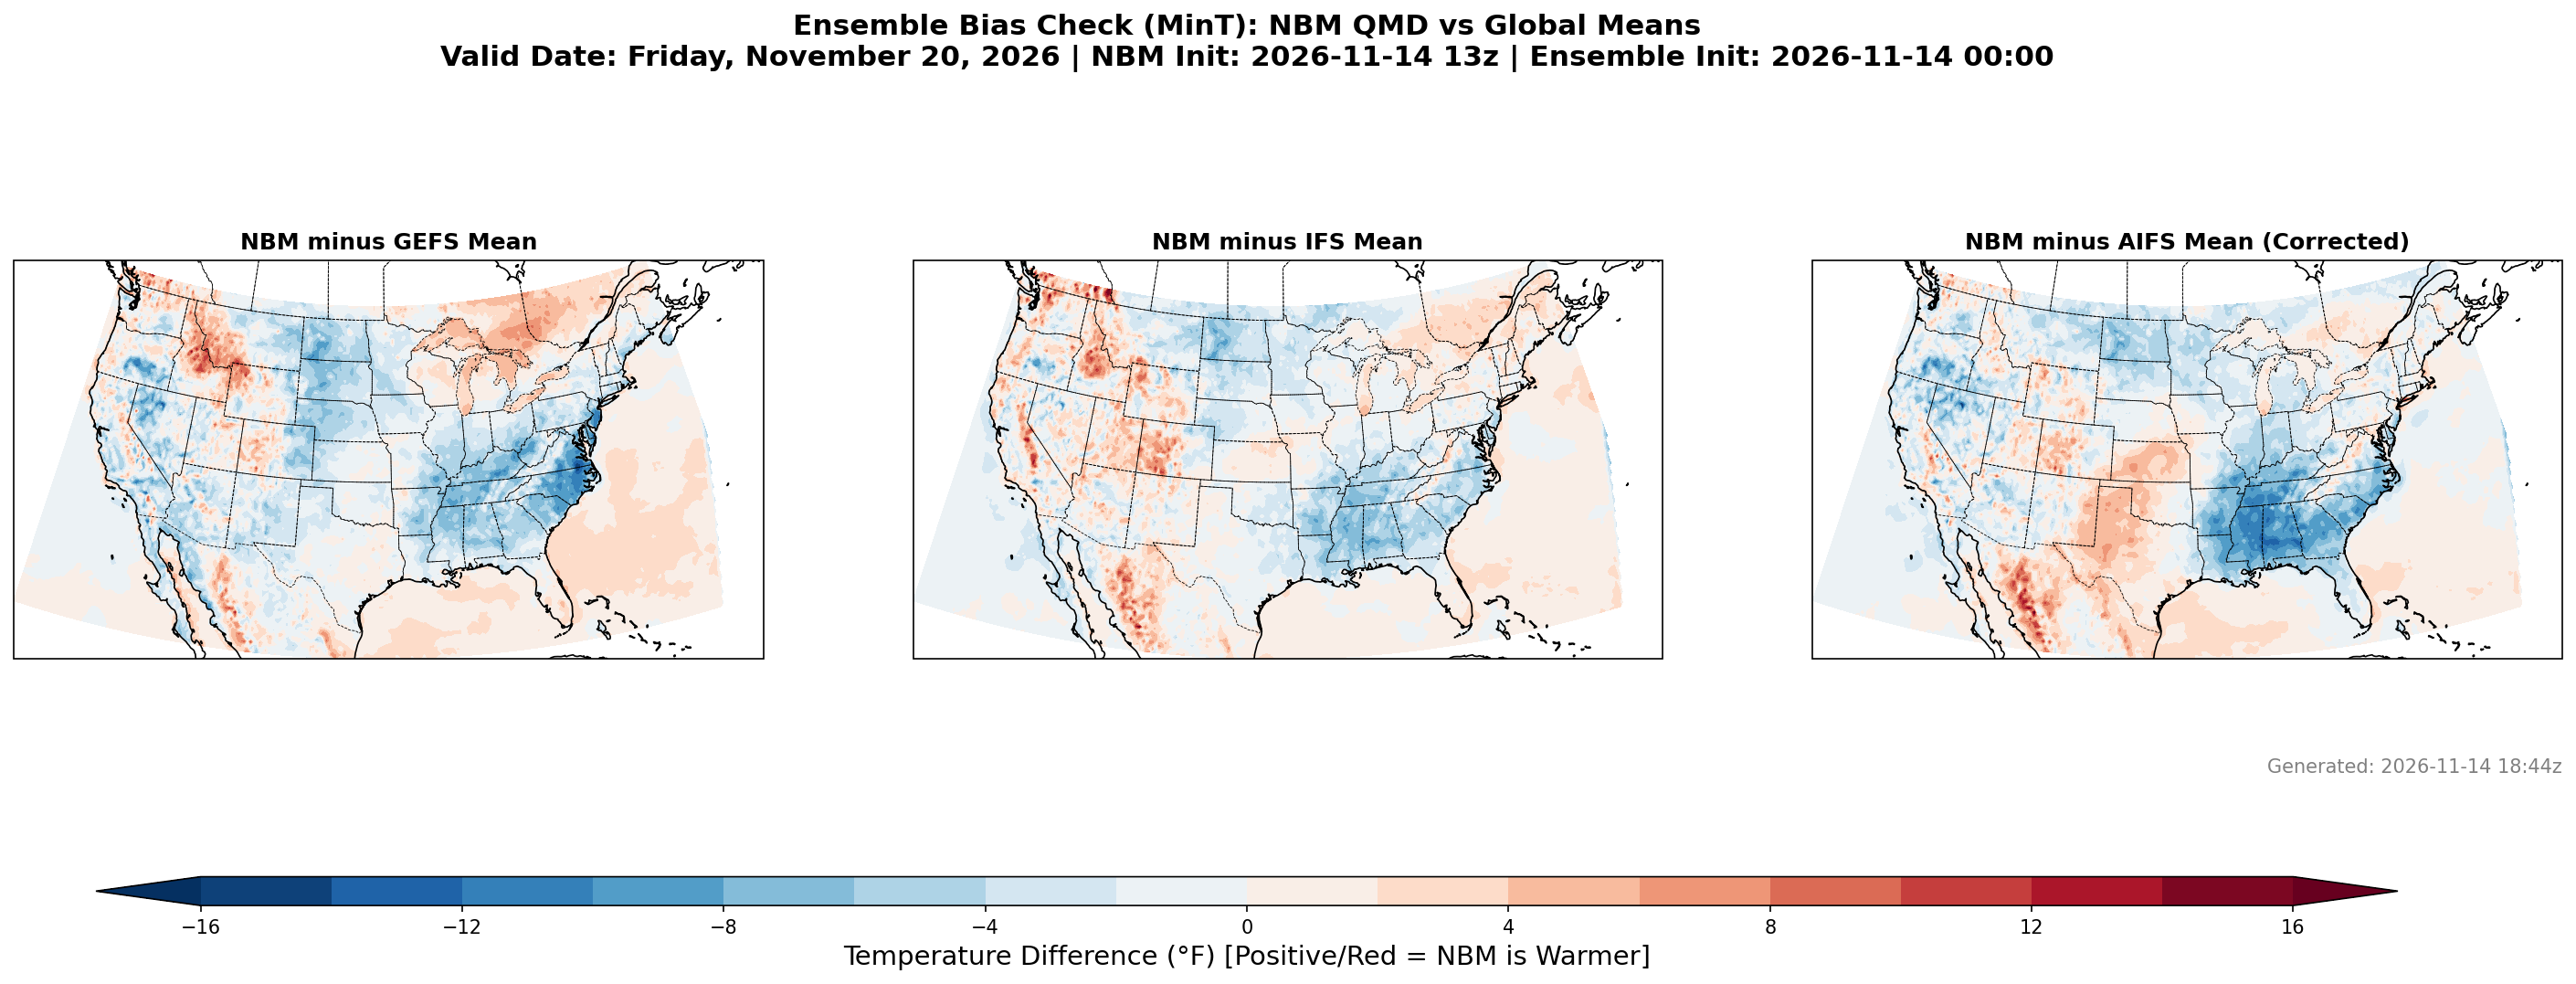 Ensemble Bias Check (MinT): NBM QMD vs Global Means
Valid Date: Friday, November 20, 2026 | NBM Init: 2026-11-14 13z | Ensemble Init: 2026-11-14 00:00
NBM minus GEFS Mean
NBM minus IFS Mean
NBM minus AIFS Mean (Corrected)
Generated: 2026-11-14 18:44z
−16 −12 −8 −4 0 4 8 12 16
Temperature Difference (°F) [Positive/Red = NBM is Warmer]